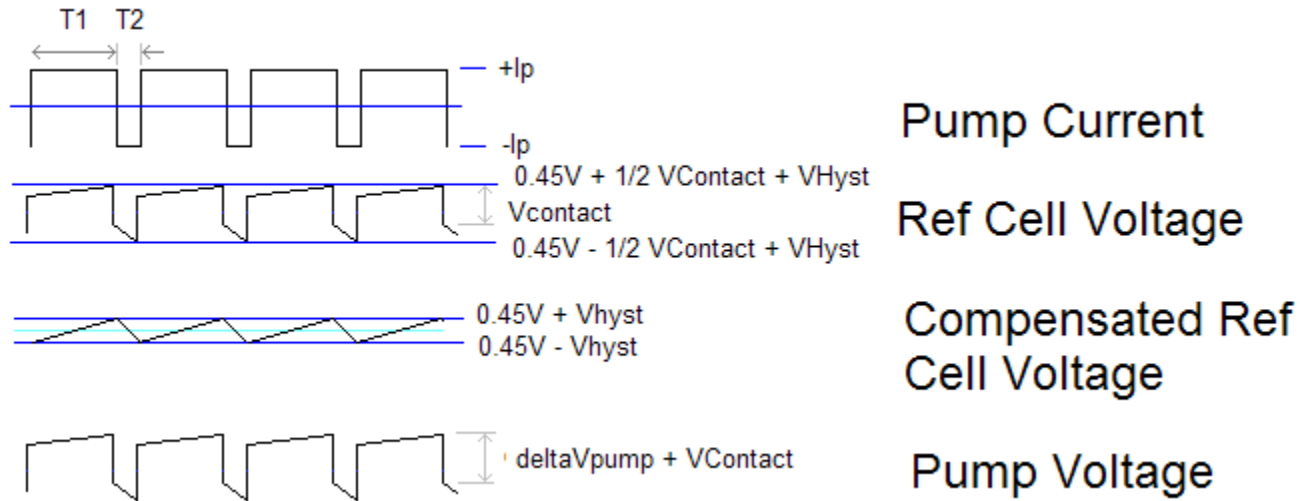 T1 T2
+Ip
-Ip
Pump Current
0.45V + 1/2 VContact + VHyst
Vcontact
0.45V - 1/2 VContact + VHyst
Ref Cell Voltage
0.45V + Vhyst
0.45V - Vhyst
Compensated Ref
Cell Voltage
deltaVpump + VContact
Pump Voltage